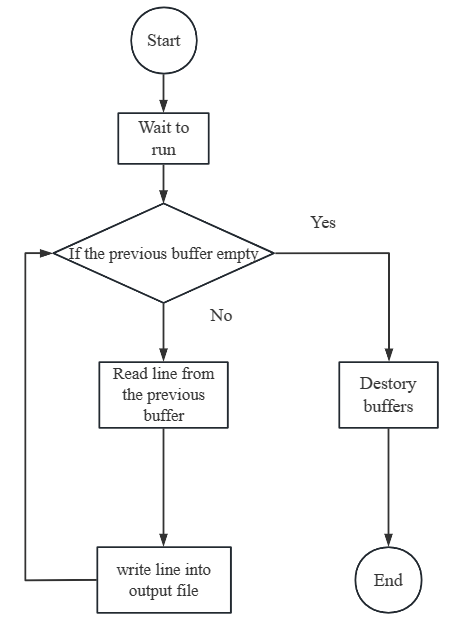 Start
Wait to
run
If the previous buffer empty
Yes
No
Read line from
the previous
buffer
Destory
buffers
write line into
output file
End